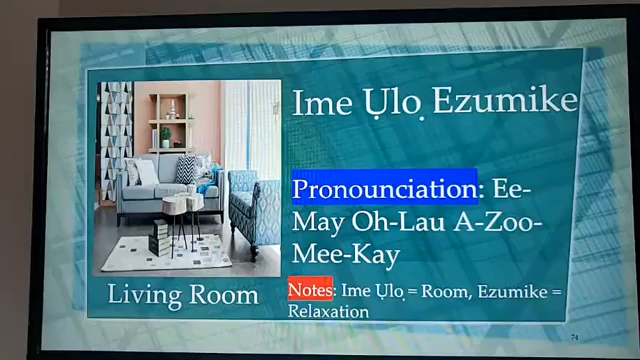 Ime Ụlọ Ezumike
Pronounciation: Ee-
May Oh-Lau A-Zoo-
Mee-Kay
Living Room
Notes: Ime Ụlọ = Room, Ezumike =
Relaxation
74